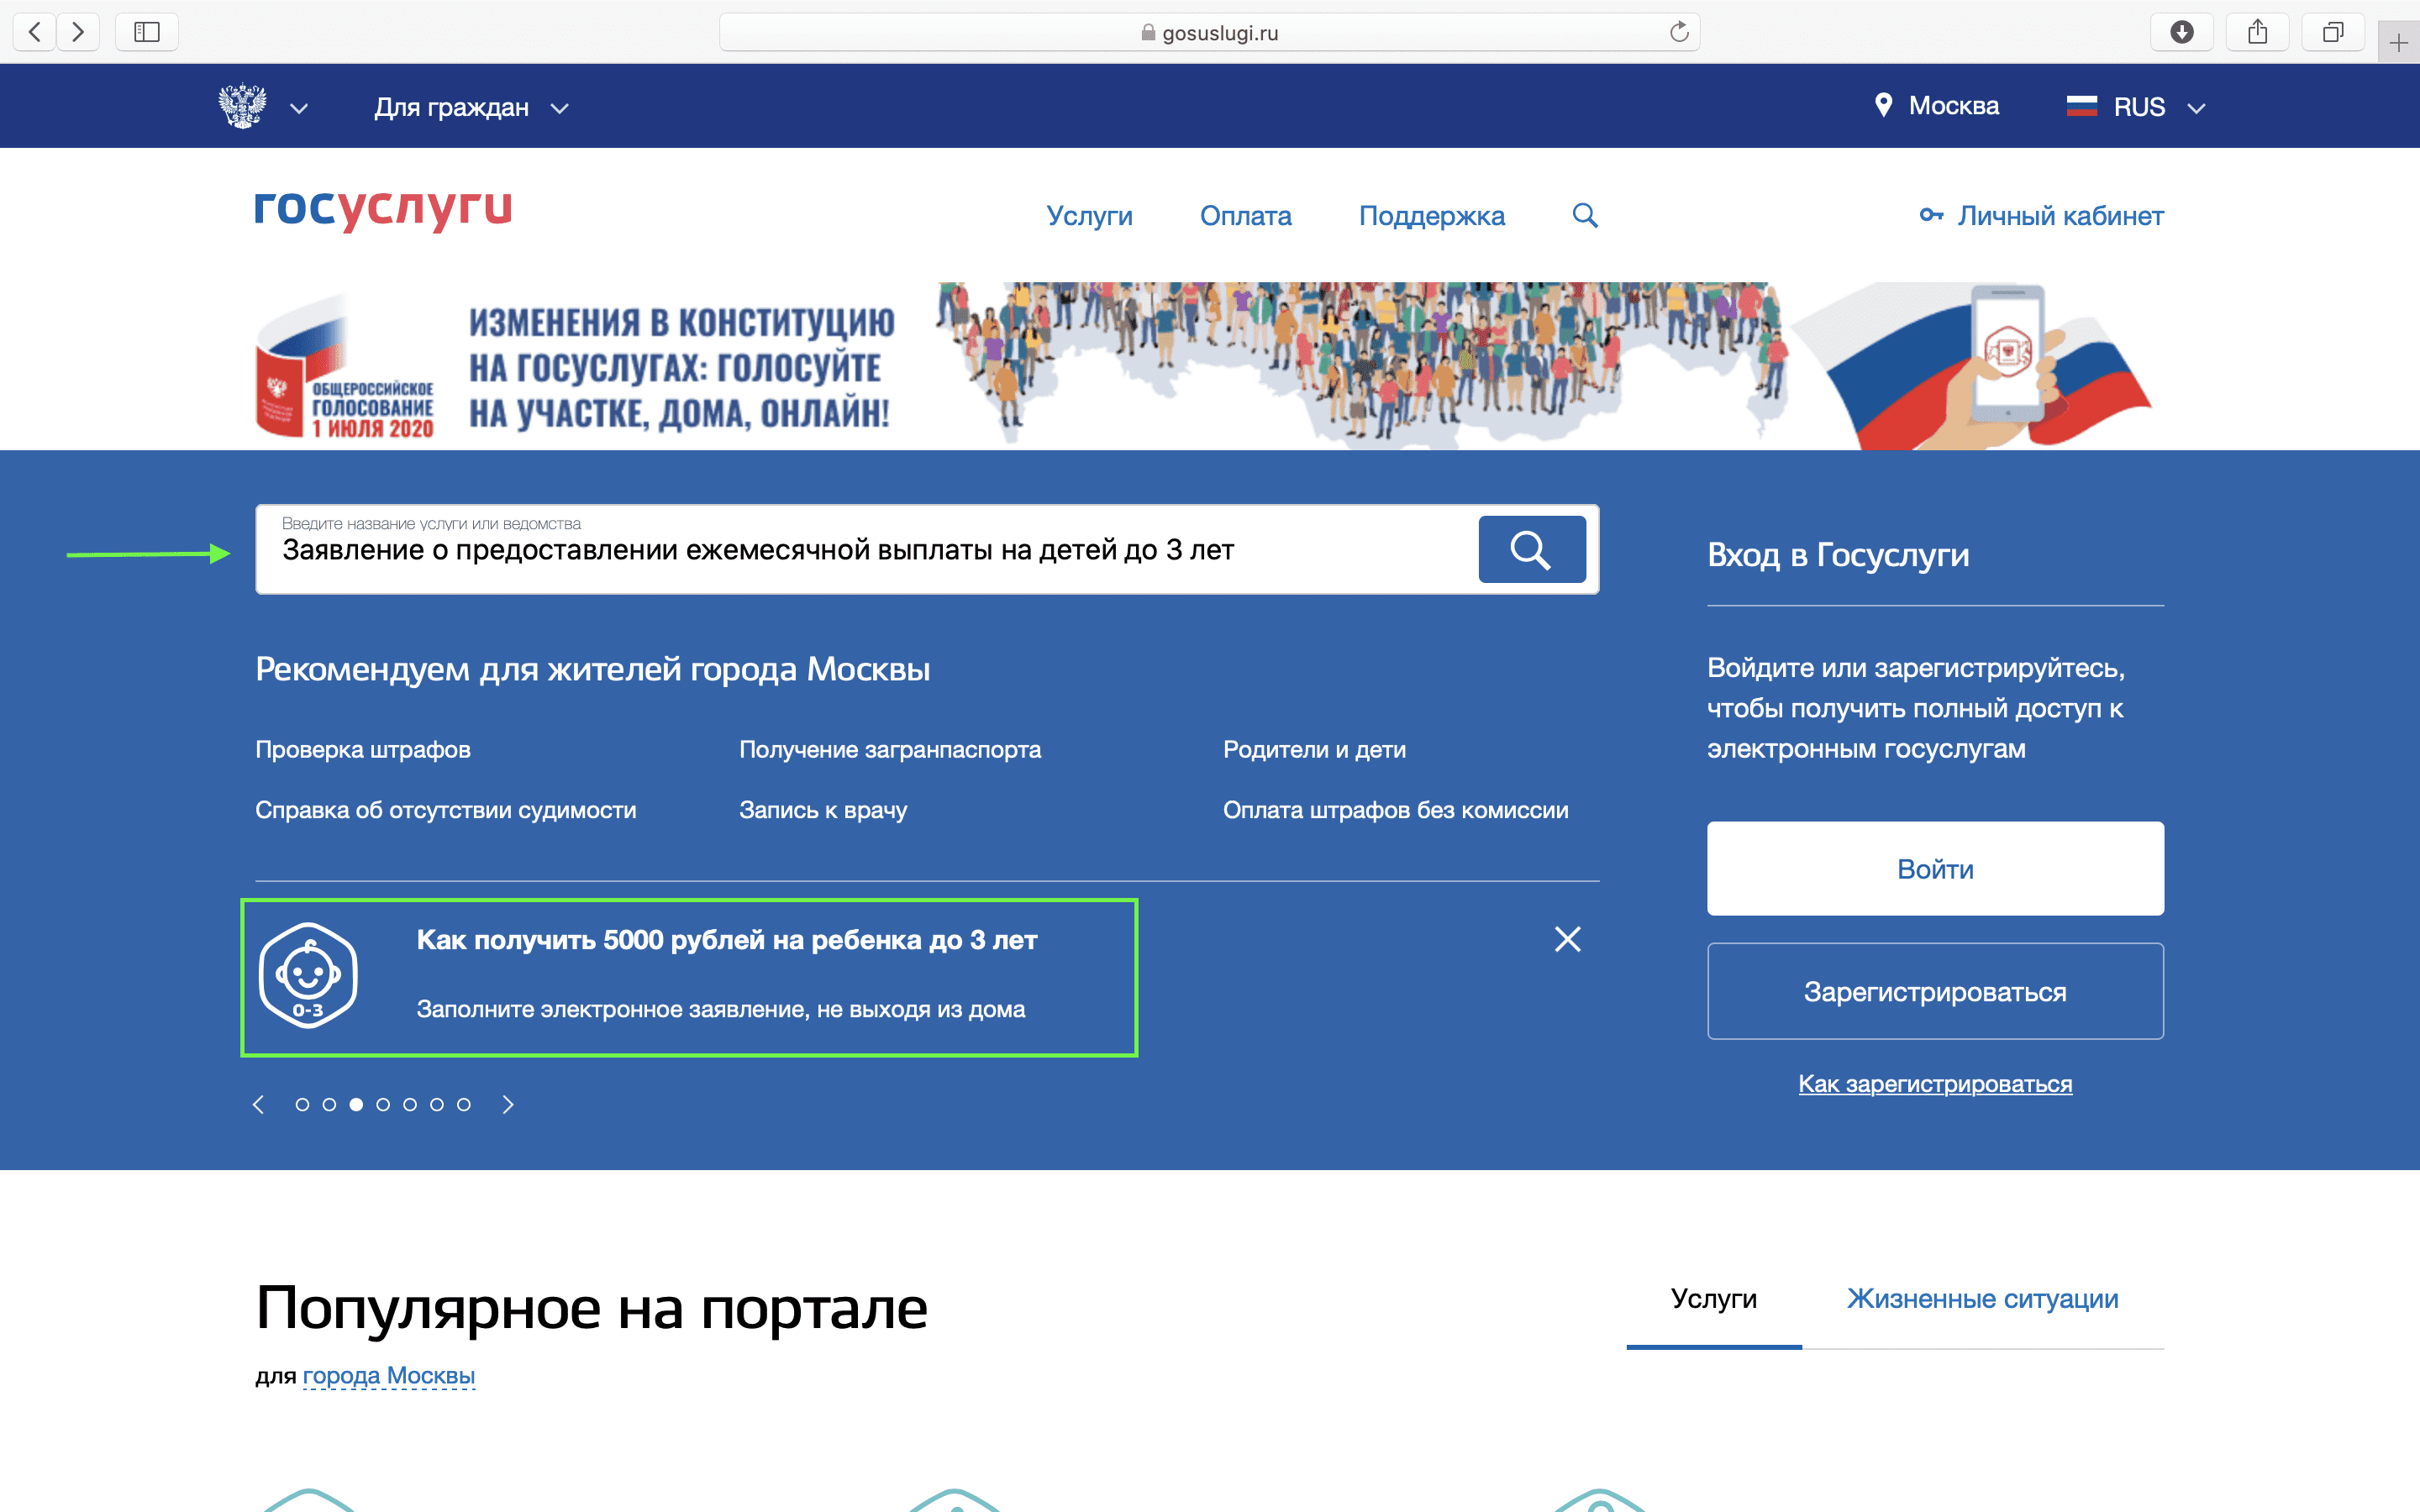 gosuslugi.ru
Для граждан
Москва
RUS
госуслуги
Услуги
Оплата
Поддержка
Личный кабинет
ОБЩЕРОССИЙСКОЕ
ГОЛОСОВАНИЕ
1 ИЮЛЯ 2020
ИЗМЕНЕНИЯ В КОНСТИТУЦИЮ
НА ГОСУСЛУГАХ: ГОЛОСУЙТЕ
НА УЧАСТКЕ, ДОМА, ОНЛАЙН!
Введите название услуги или ведомства
Заявление о предоставлении ежемесячной выплаты на детей до 3 лет
Рекомендуем для жителей города Москвы
Проверка штрафов
Получение загранпаспорта
Родители и дети
Справка об отсутствии судимости
Запись к врачу
Оплата штрафов без комиссии
0-3
Как получить 5000 рублей на ребенка до 3 лет
Заполните электронное заявление, не выходя из дома
Вход в Госуслуги
Войдите или зарегистрируйтесь,
чтобы получить полный доступ к
электронным госуслугам
Войти
Зарегистрироваться
Как зарегистрироваться
Популярное на портале
для города Москвы
Услуги
Жизненные ситуации